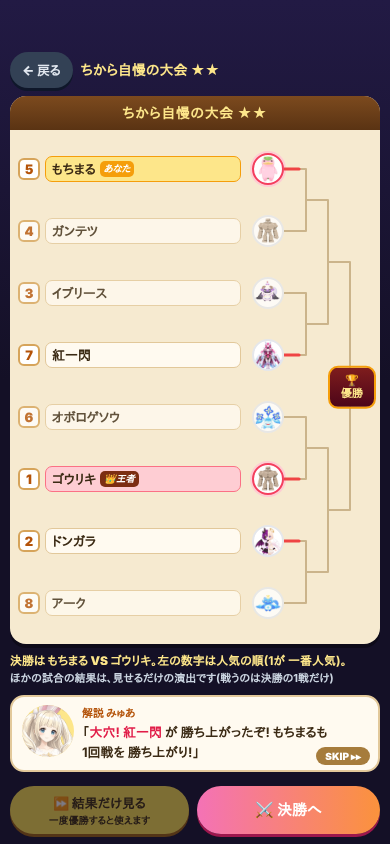 ← 戻る
ちから自慢の大会 ★★
ちから自慢の大会 ★★
5 もちまる あなた
4 ガンテツ
3 イブリース
7 紅一閃
優勝
6 オボロゲソウ
1 ゴウリキ 王者
2 ドンガラ
8 アーク
決勝は もちまる VS ゴウリキ。左の数字は人気の順(1が 一番人気)。
ほかの試合の結果は、見せるだけの演出です(戦うのは決勝の1戦だけ)
解説 みゅあ
「大穴! 紅一閃 が 勝ち上がったぞ! もちまるも
1回戦を 勝ち上がり!」
SKIP ▸▸
⏩ 結果だけ見る
一度優勝すると使えます
⚔️ 決勝へ